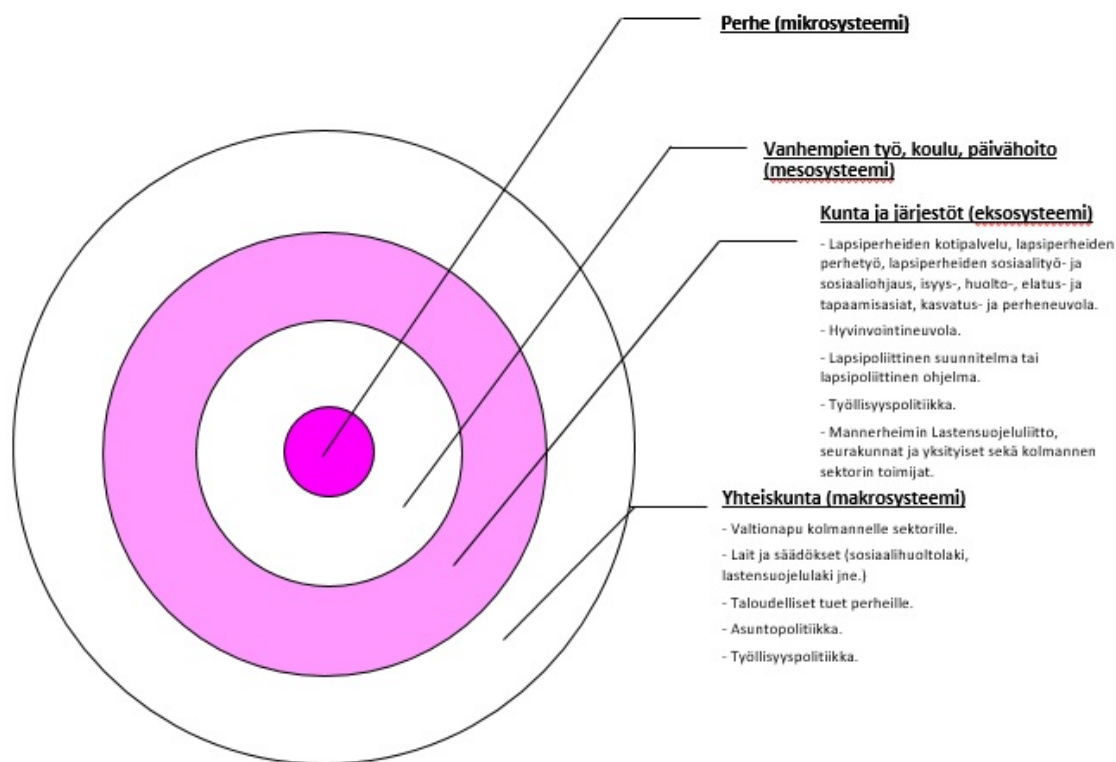 Perhe (mikrosysteemi)
Vanhempien työ, koulu, päivähoito
(mesosysteemi)
Kunta ja järjestöt (eksosysteemi)
- Lapsiperheiden kotipalvelu, lapsiperheiden
perhetyö, lapsiperheiden sosiaalityö- ja
sosiaaliohjaus, isyys-, huolto-, elatus- ja
tapaamisasiat, kasvatus- ja perheneuvola.
- Hyvinvointineuvola.
- Lapsipoliittinen suunnitelma tai
lapsipoliittinen ohjelma.
- Työllisyyspolitiikka.
- Mannerheimin Lastensuojeluliitto,
seurakunnat ja yksityiset sekä kolmannen
sektorin toimijat.
Yhteiskunta (makrosysteemi)
- Valtionapu kolmannelle sektorille.
- Lait ja säädökset (sosiaalihuoltolaki,
lastensuojelulaki jne.)
- Taloudelliset tuet perheille.
- Asuntopolitiikka.
- Työllisyyspolitiikka.